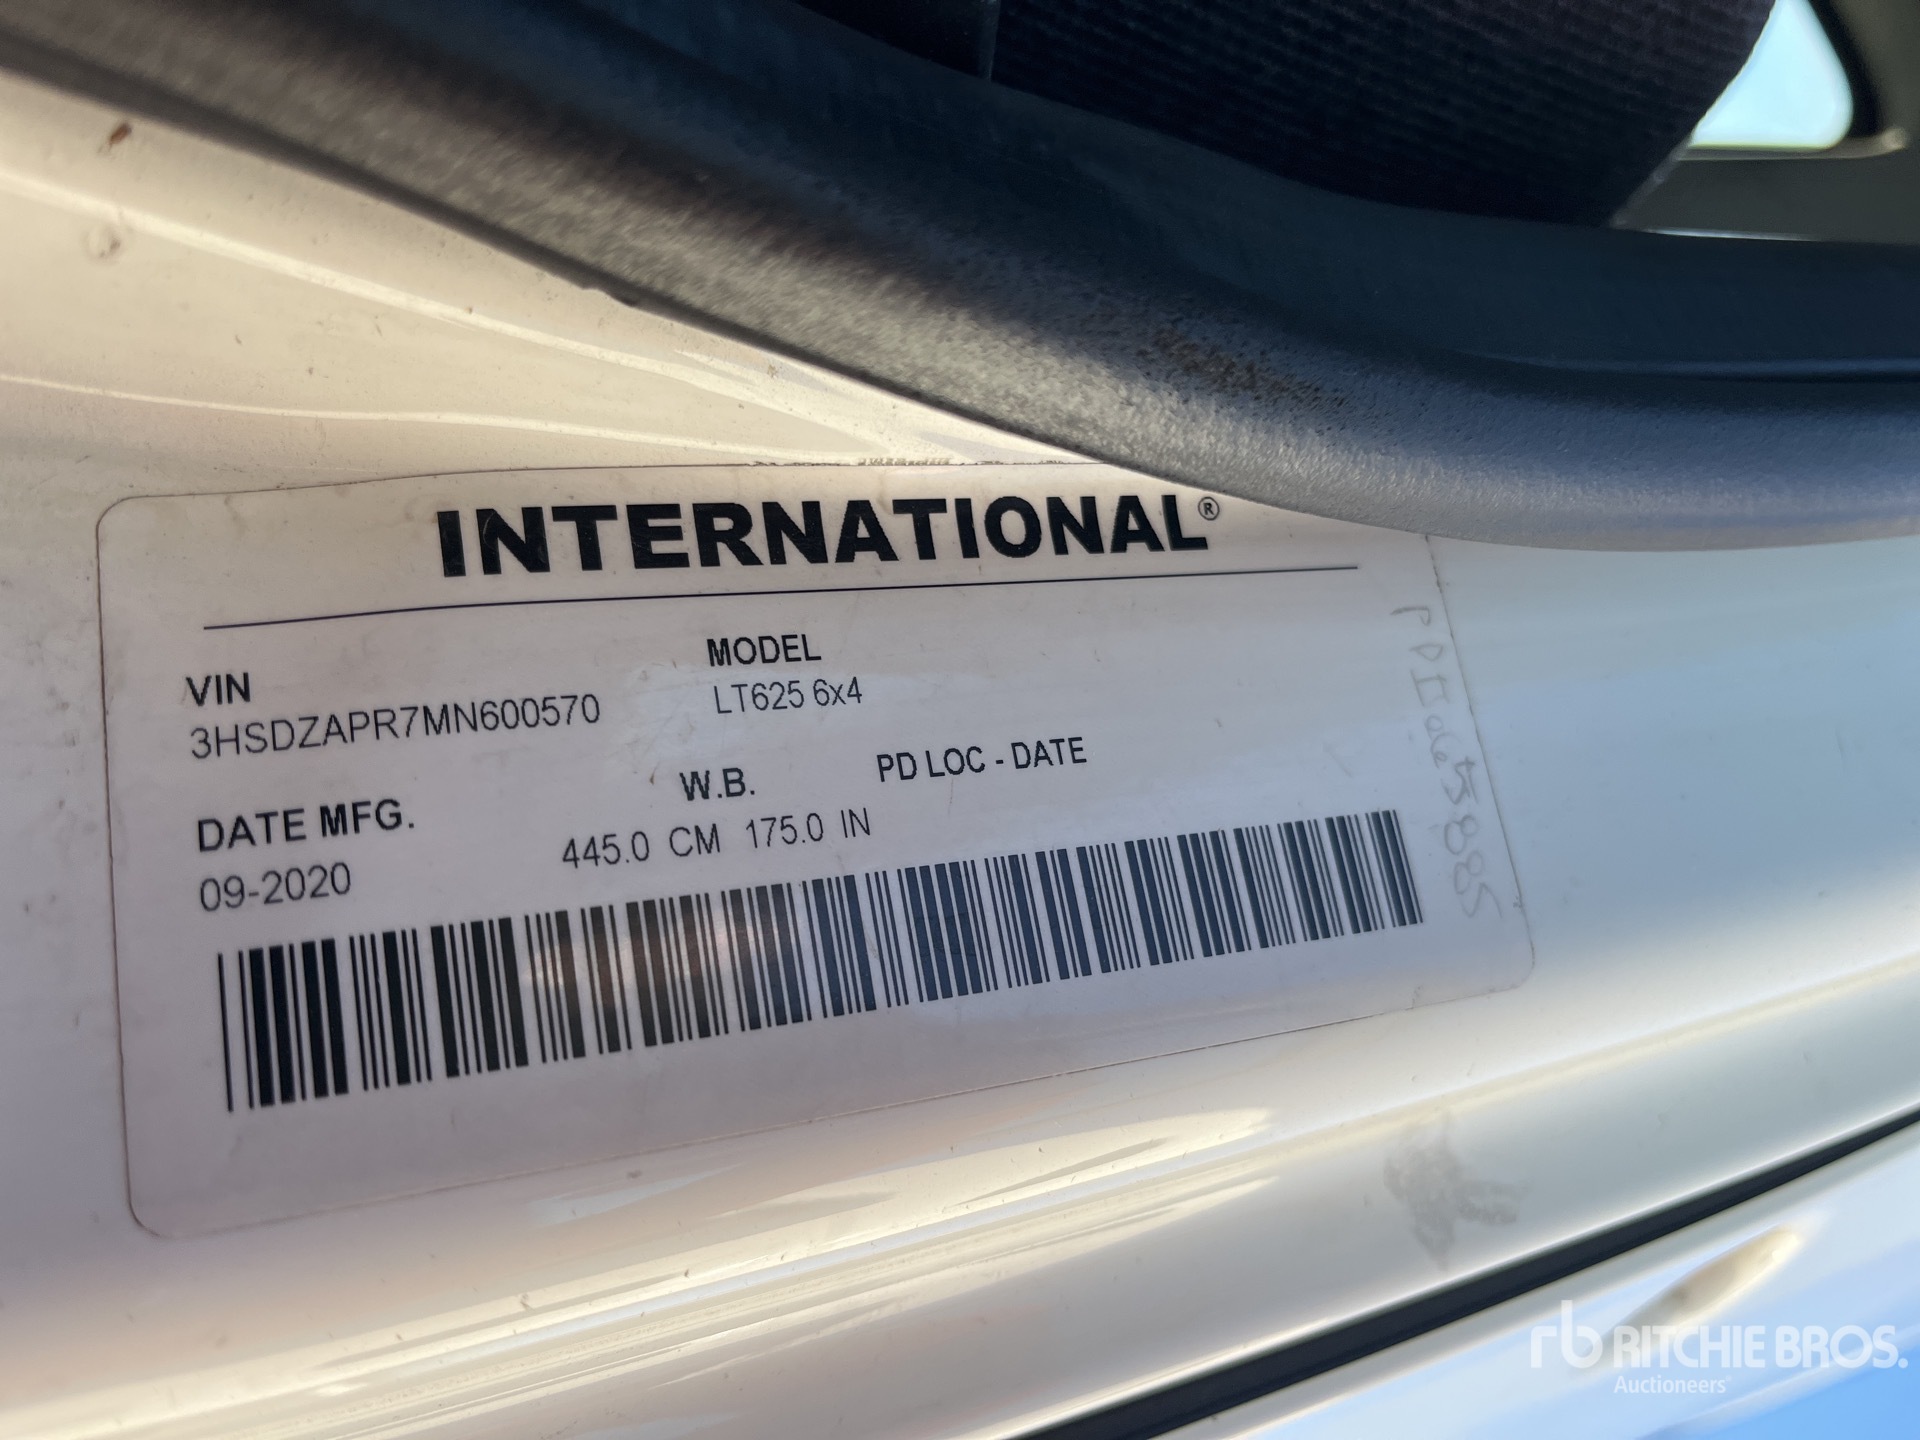 INTERNATIONAL®
VIN
3HSDZAPR7MN600570
MODEL
LT625 6x4
DATE MFG.
09-2020
W.B.
445.0 CM 175.0 IN
PD LOC - DATE
rb RITCHIE BROS.
Auctioneers